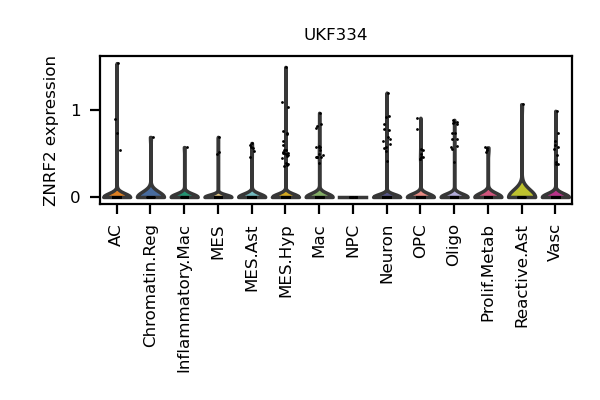 UKF334
ZNRF2 expression
1
0
AC
Chromatin.Reg
Inflammatory.Mac
MES
MES.Ast
MES.Hyp
Mac
NPC
Neuron
OPC
Oligo
Prolif.Metab
Reactive.Ast
Vasc